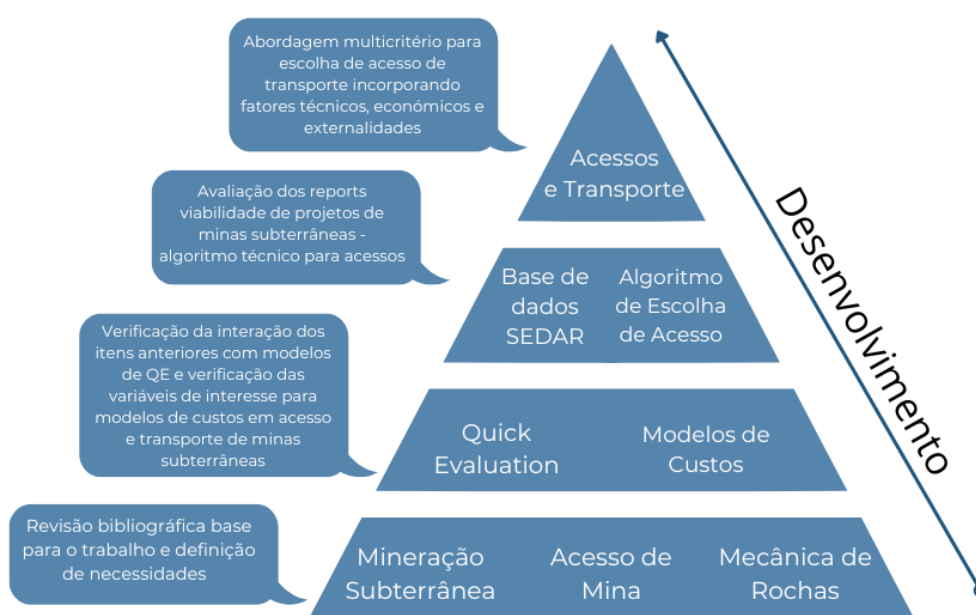 Abordagem multicritério para
escolha de acesso de
transporte incorporando
fatores técnicos, económicos e
externalidades
Acessos
e Transporte
Avaliação dos reports
viabilidade de projetos de
minas subterrâneas -
algoritmo técnico para acessos
Base de
dados
SEDAR
Algoritmo
de Escolha
de Acesso
Verificação da interação dos
itens anteriores com modelos
de QE e verificação das
variáveis de interesse para
modelos de custos em acesso
e transporte de minas
subterrâneas
Quick
Evaluation
Modelos de
Custos
Revisão bibliográfica base
para o trabalho e definição
de necessidades
Mineração
Subterrânea
Acesso de
Mina
Mecânica de
Rochas
Desenvolvimento